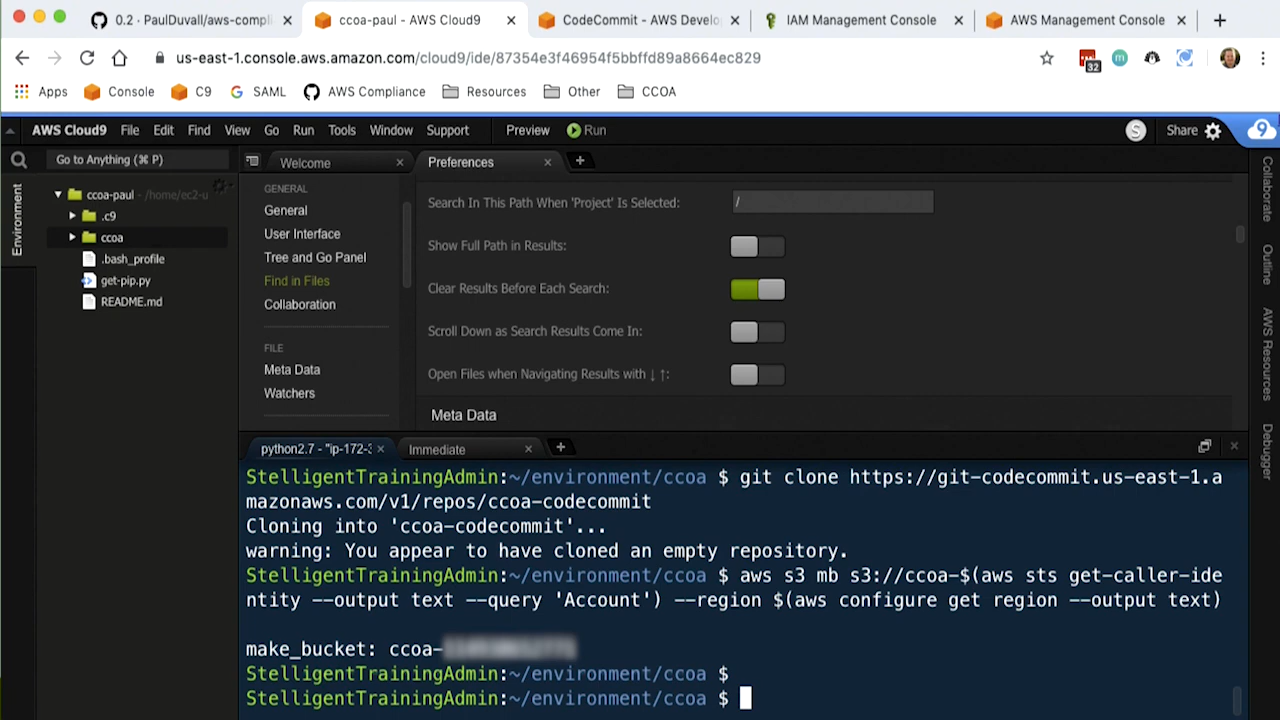 0.2 · PaulDuvall/aws-compli
ccoa-paul - AWS Cloud9
CodeCommit - AWS Develo
IAM Management Console
AWS Management Console
us-east-1.console.aws.amazon.com/cloud9/ide/87354e3f46954f5bbffd89a8664ec829
32
m
Apps
Console
C9
SAML
AWS Compliance
Resources
Other
CCOA
AWS Cloud9
File
Edit
Find
View
Go
Run
Tools
Window
Support
Preview
Run
S
Share
9
Go to Anything (⌘ P)
Welcome
Preferences
Environment
ccoa-paul - /home/ec2-u
.c9
ccoa
.bash_profile
get-pip.py
README.md
GENERAL
General
User Interface
Tree and Go Panel
Find in Files
Collaboration
FILE
Meta Data
Watchers
Search In This Path When 'Project' Is Selected:
/
Show Full Path in Results:
Clear Results Before Each Search:
Scroll Down as Search Results Come In:
Open Files when Navigating Results with ↓ ↑:
Meta Data
Collaborate
Outline
AWS Resources
Debugger
python2.7 - "ip-172-3
Immediate
StelligentTrainingAdmin:~/environment/ccoa $ git clone https://git-codecommit.us-east-1.a
mazonaws.com/v1/repos/ccoa-codecommit
Cloning into 'ccoa-codecommit'...
warning: You appear to have cloned an empty repository.
StelligentTrainingAdmin:~/environment/ccoa $ aws s3 mb s3://ccoa-$(aws sts get-caller-ide
ntity --output text --query 'Account') --region $(aws configure get region --output text)
make_bucket: ccoa-
StelligentTrainingAdmin:~/environment/ccoa $
StelligentTrainingAdmin:~/environment/ccoa $